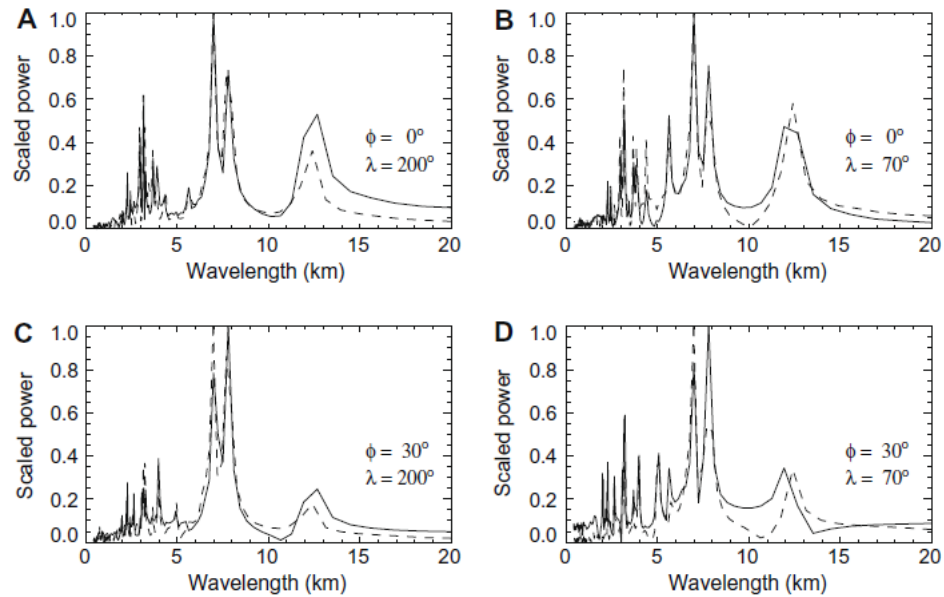 A
Scaled power
1.0
0.8
0.6
0.4
0.2
0.0
ϕ = 0°
λ = 200°
0 5 10 15 20
Wavelength (km)
B
Scaled power
1.0
0.8
0.6
0.4
0.2
0.0
ϕ = 0°
λ = 70°
0 5 10 15 20
Wavelength (km)
C
Scaled power
1.0
0.8
0.6
0.4
0.2
0.0
ϕ = 30°
λ = 200°
0 5 10 15 20
Wavelength (km)
D
Scaled power
1.0
0.8
0.6
0.4
0.2
0.0
ϕ = 30°
λ = 70°
0 5 10 15 20
Wavelength (km)